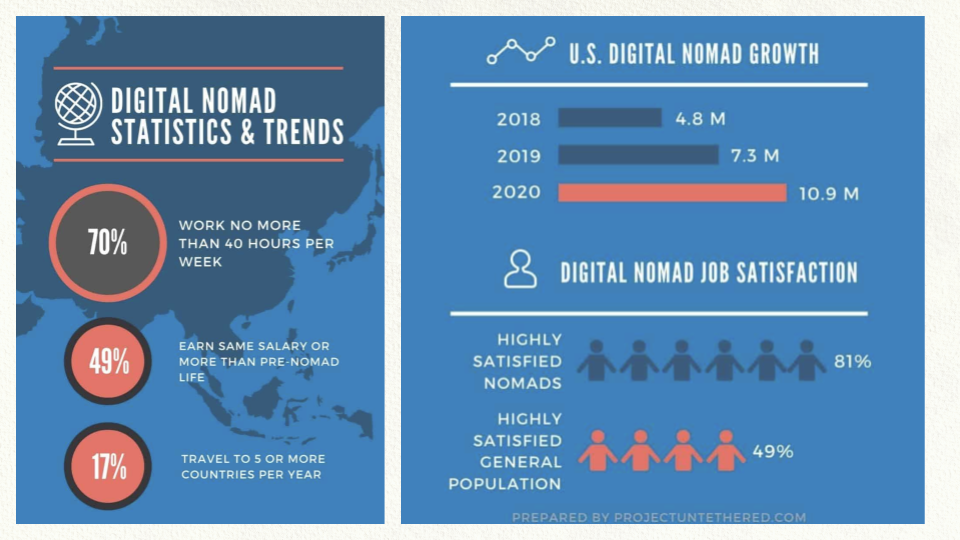 DIGITAL NOMAD
STATISTICS & TRENDS
70%
WORK NO MORE
THAN 40 HOURS PER
WEEK
49%
EARN SAME SALARY OR
MORE THAN PRE-NOMAD
LIFE
17%
TRAVEL TO 5 OR MORE
COUNTRIES PER YEAR
U.S. DIGITAL NOMAD GROWTH
2018 4.8 M
2019 7.3 M
2020 10.9 M
DIGITAL NOMAD JOB SATISFACTION
HIGHLY
SATISFIED
NOMADS
81%
HIGHLY
SATISFIED
GENERAL
POPULATION
49%
PREPARED BY PROJECTUNTETHERED.COM